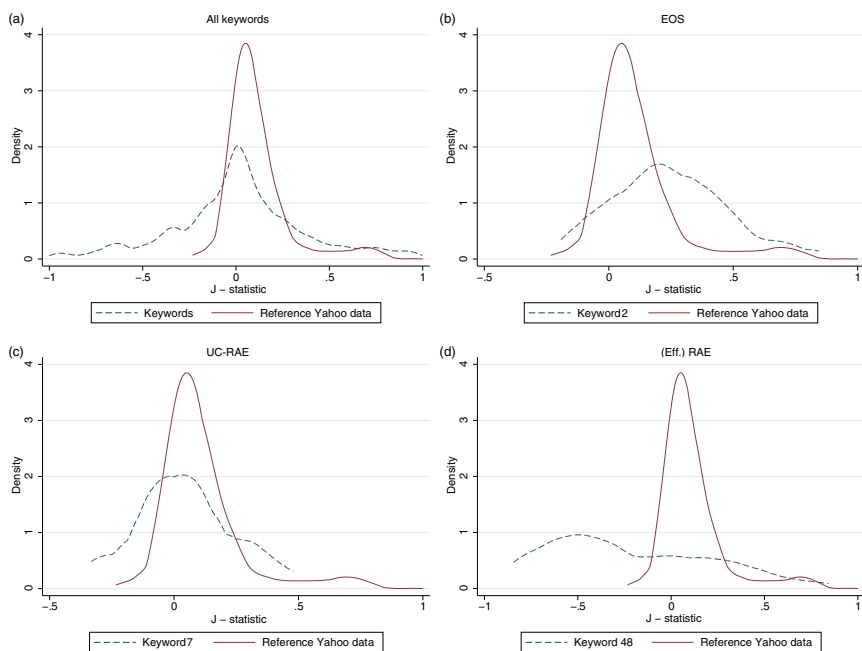 (a) All keywords
4
3
Density
2
1
0
−1 −.5 0 .5 1
J − statistic
Keywords Reference Yahoo data
(b) EOS
4
3
Density
2
1
0
−.5 0 .5 1
J − statistic
Keyword2 Reference Yahoo data
(c) UC-RAE
4
3
Density
2
1
0
−.5 0 .5 1
J − statistic
Keyword7 Reference Yahoo data
(d) (Eff.) RAE
4
3
Density
2
1
0
−1 −.5 0 .5 1
J − statistic
Keyword 48 Reference Yahoo data